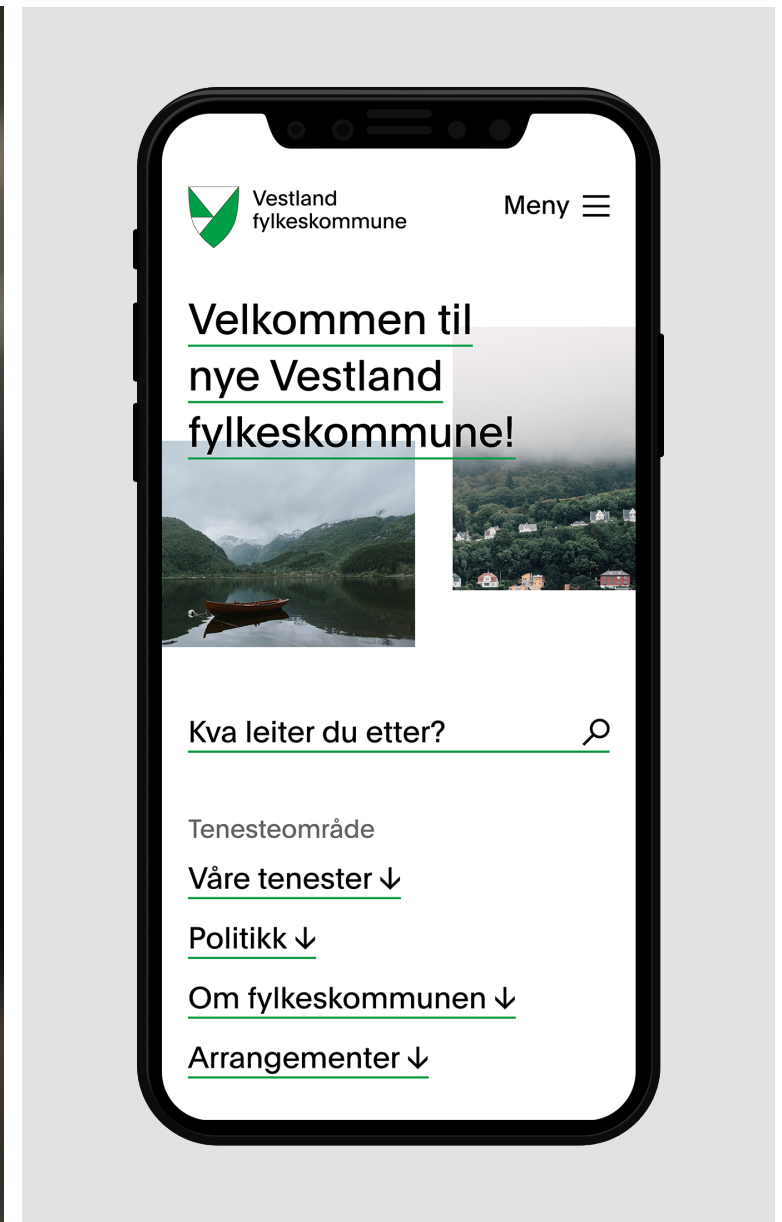 Vestland
fylkeskommune
Meny
Velkommen til
nye Vestland
fylkeskommune!
Kva leiter du etter?
Tenesteområde
Våre tenester ↓
Politikk ↓
Om fylkeskommunen ↓
Arrangementer ↓